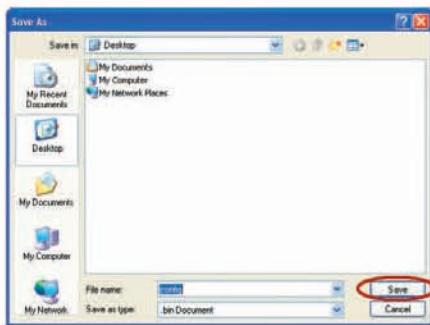 Save As
Save in:
Desktop
My Documents
My Computer
My Network Places
My Recent
Documents
Desktop
My Documents
My Computer
My Network
File name:
config
Save
Save as type:
.bin Document
Cancel